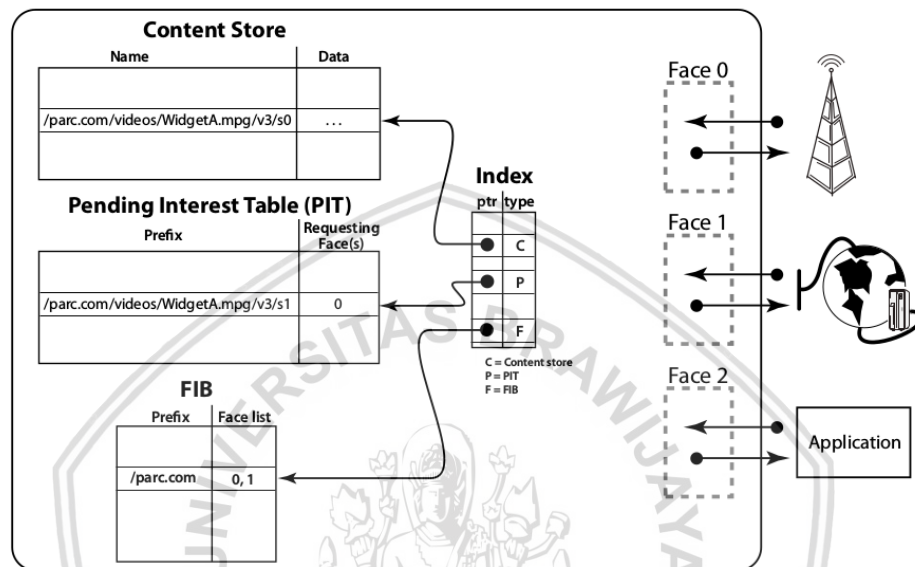 Content Store
Name Data
/parc.com/videos/WidgetA.mpg/v3/s0 ...
Pending Interest Table (PIT)
Prefix Requesting
Face(s)
/parc.com/videos/WidgetA.mpg/v3/s1 0
FIB
Prefix Face list
/parc.com 0, 1
Index
ptr type
C
P
F
C = Content store
P = PIT
F = FIB
Face 0
Face 1
Face 2
Application
UNIVERSITAS BRAWIJAYA